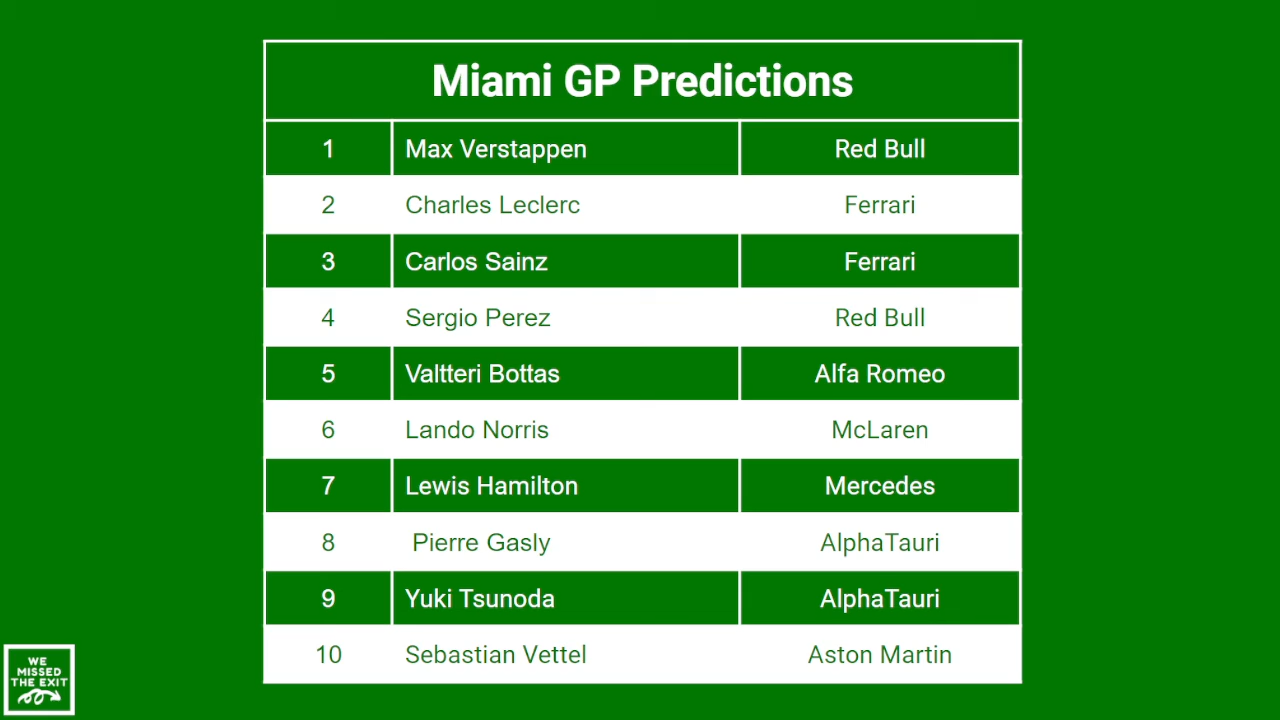 Miami GP Predictions
1 Max Verstappen Red Bull
2 Charles Leclerc Ferrari
3 Carlos Sainz Ferrari
4 Sergio Perez Red Bull
5 Valtteri Bottas Alfa Romeo
6 Lando Norris McLaren
7 Lewis Hamilton Mercedes
8 Pierre Gasly AlphaTauri
9 Yuki Tsunoda AlphaTauri
10 Sebastian Vettel Aston Martin
WE
MISSED
THE EXIT